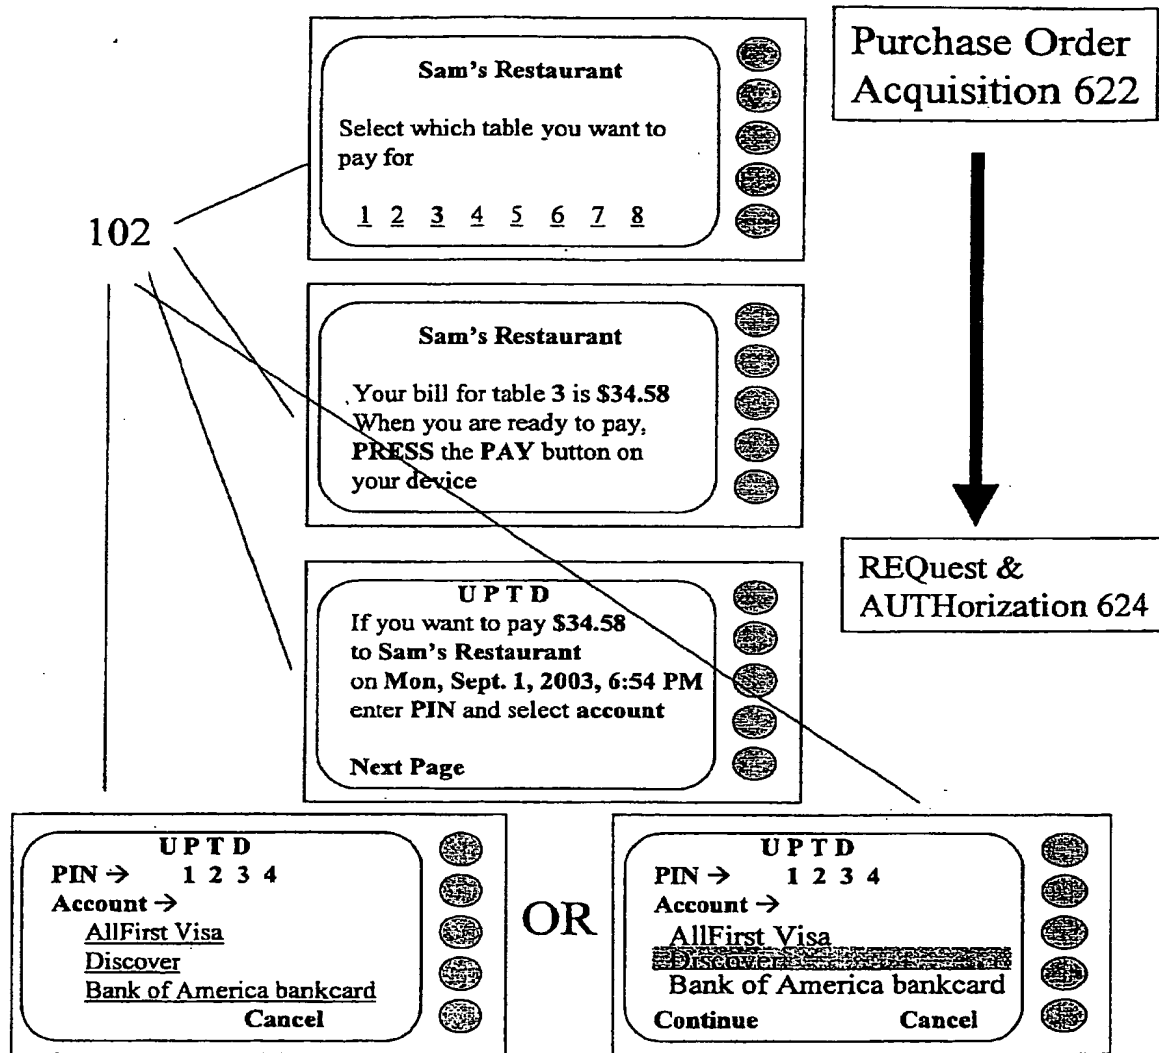 Sam's Restaurant
Select which table you want to
pay for
1 2 3 4 5 6 7 8
Purchase Order
Acquisition 622
102
Sam's Restaurant
Your bill for table 3 is $34.58
When you are ready to pay,
PRESS the PAY button on
your device
REQuest &
AUTHorization 624
U P T D
If you want to pay $34.58
to Sam's Restaurant
on Mon, Sept. 1, 2003, 6:54 PM
enter PIN and select account
Next Page
U P T D
PIN → 1 2 3 4
Account →
AllFirst Visa
Discover
Bank of America bankcard
Cancel
OR
U P T D
PIN → 1 2 3 4
Account →
AllFirst Visa
Discover
Bank of America bankcard
Continue Cancel